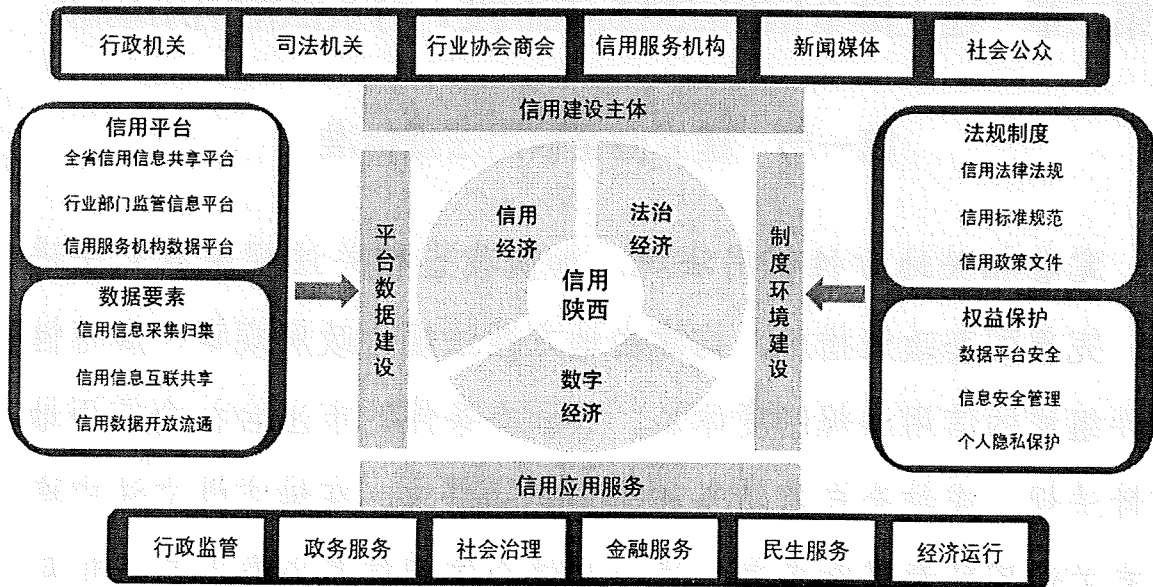 行政机关
司法机关
行业协会商会
信用服务机构
新闻媒体
社会公众
信用建设主体
信用平台
全省信用信息共享平台
行业部门监管信息平台
信用服务机构数据平台
数据要素
信用信息采集归集
信用信息互联共享
信用数据开放流通
平台数据建设
信用
经济
法治
经济
信用
陕西
数字
经济
制度环境建设
法规制度
信用法律法规
信用标准规范
信用政策文件
权益保护
数据平台安全
信息安全管理
个人隐私保护
信用应用服务
行政监管
政务服务
社会治理
金融服务
民生服务
经济运行